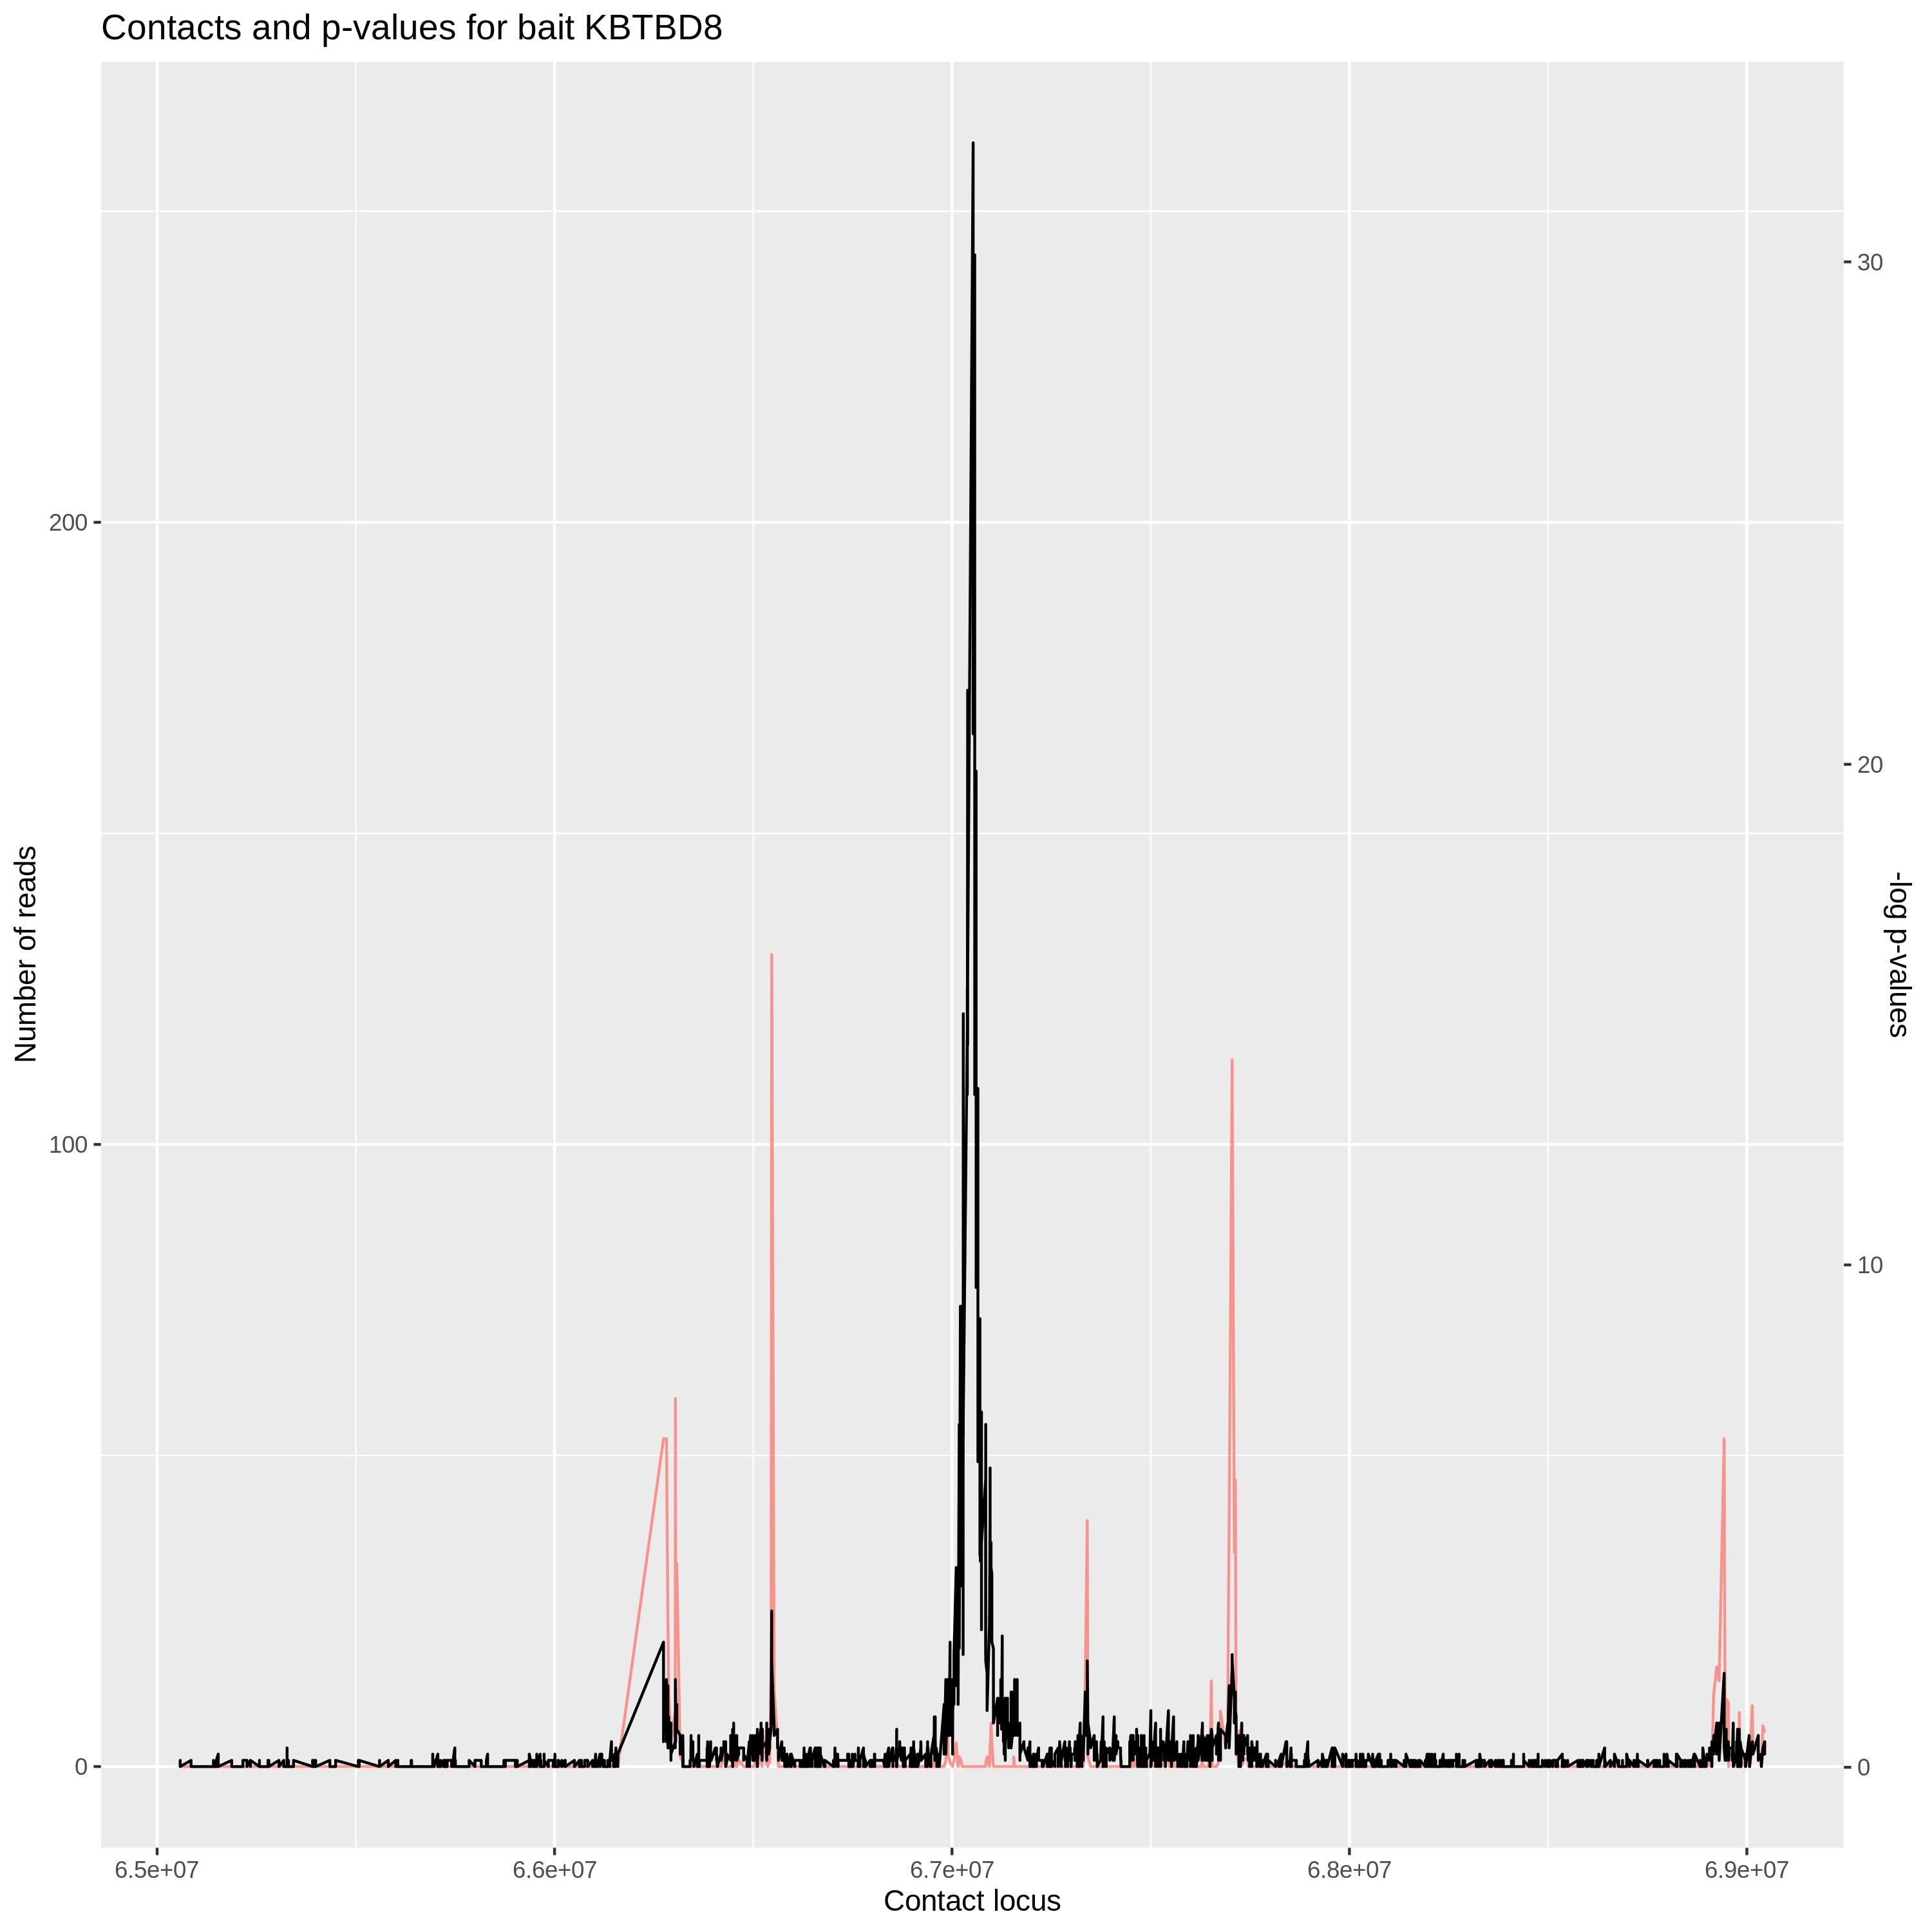 Contacts and p-values for bait KBTBD8
Number of reads
200
100
0
30
20
10
0
-log p-values
6.5e+07
6.6e+07
6.7e+07
6.8e+07
6.9e+07
Contact locus